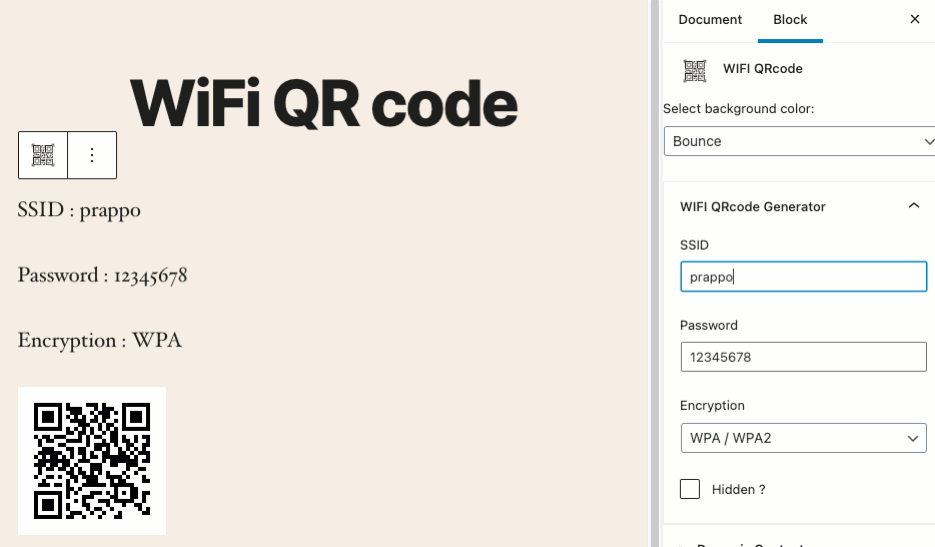 WiFi QR code
SSID : prappo
Password : 12345678
Encryption : WPA
Document Block
WIFI QRcode
Select background color:
Bounce
WIFI QRcode Generator
SSID
prappo
Password
12345678
Encryption
WPA / WPA2
Hidden ?